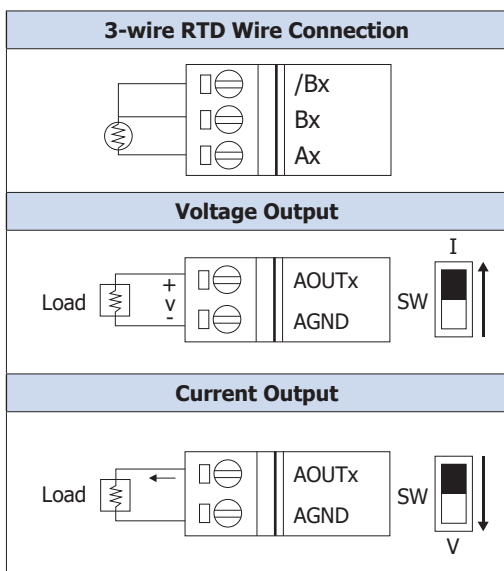 3-wire RTD Wire Connection
/Bx
Bx
Ax
Voltage Output
I
Load
+
v
-
AOUTx
AGND
SW
Current Output
Load
AOUTx
AGND
SW
V